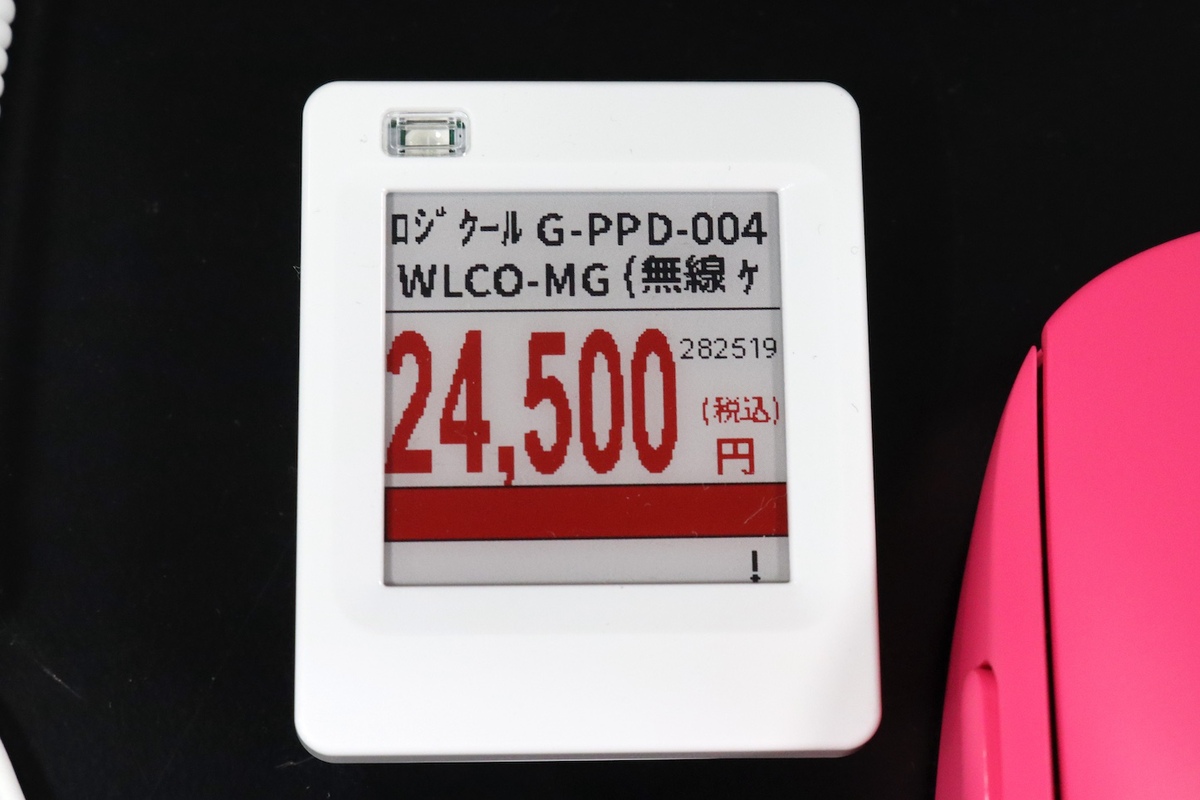 ﾛｼﾞｸｰﾙ G-PPD-004
WLCO-MG {無線 ｹ
24,500
282519
(税込)
円
!